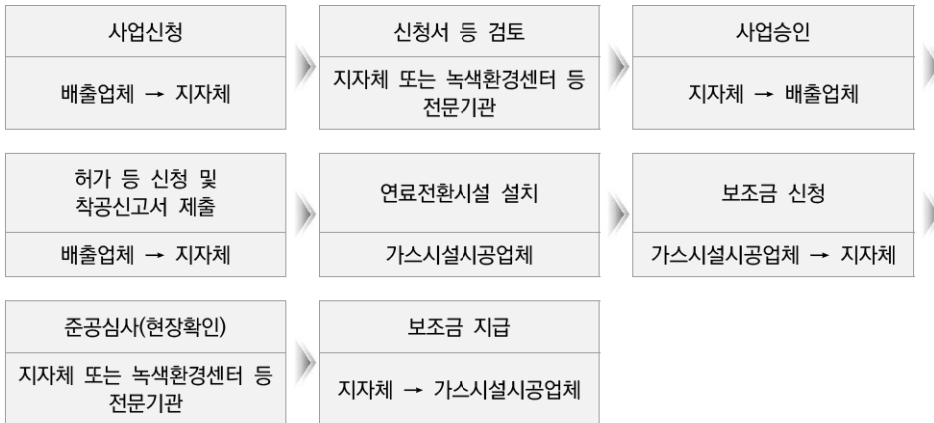 사업신청
배출업체 → 지자체
신청서 등 검토
지자체 또는 녹색환경센터 등
전문기관
사업승인
지자체 → 배출업체
허가 등 신청 및
착공신고서 제출
배출업체 → 지자체
연료전환시설 설치
가스시설시공업체
보조금 신청
가스시설시공업체 → 지자체
준공심사(현장확인)
지자체 또는 녹색환경센터 등
전문기관
보조금 지급
지자체 → 가스시설시공업체